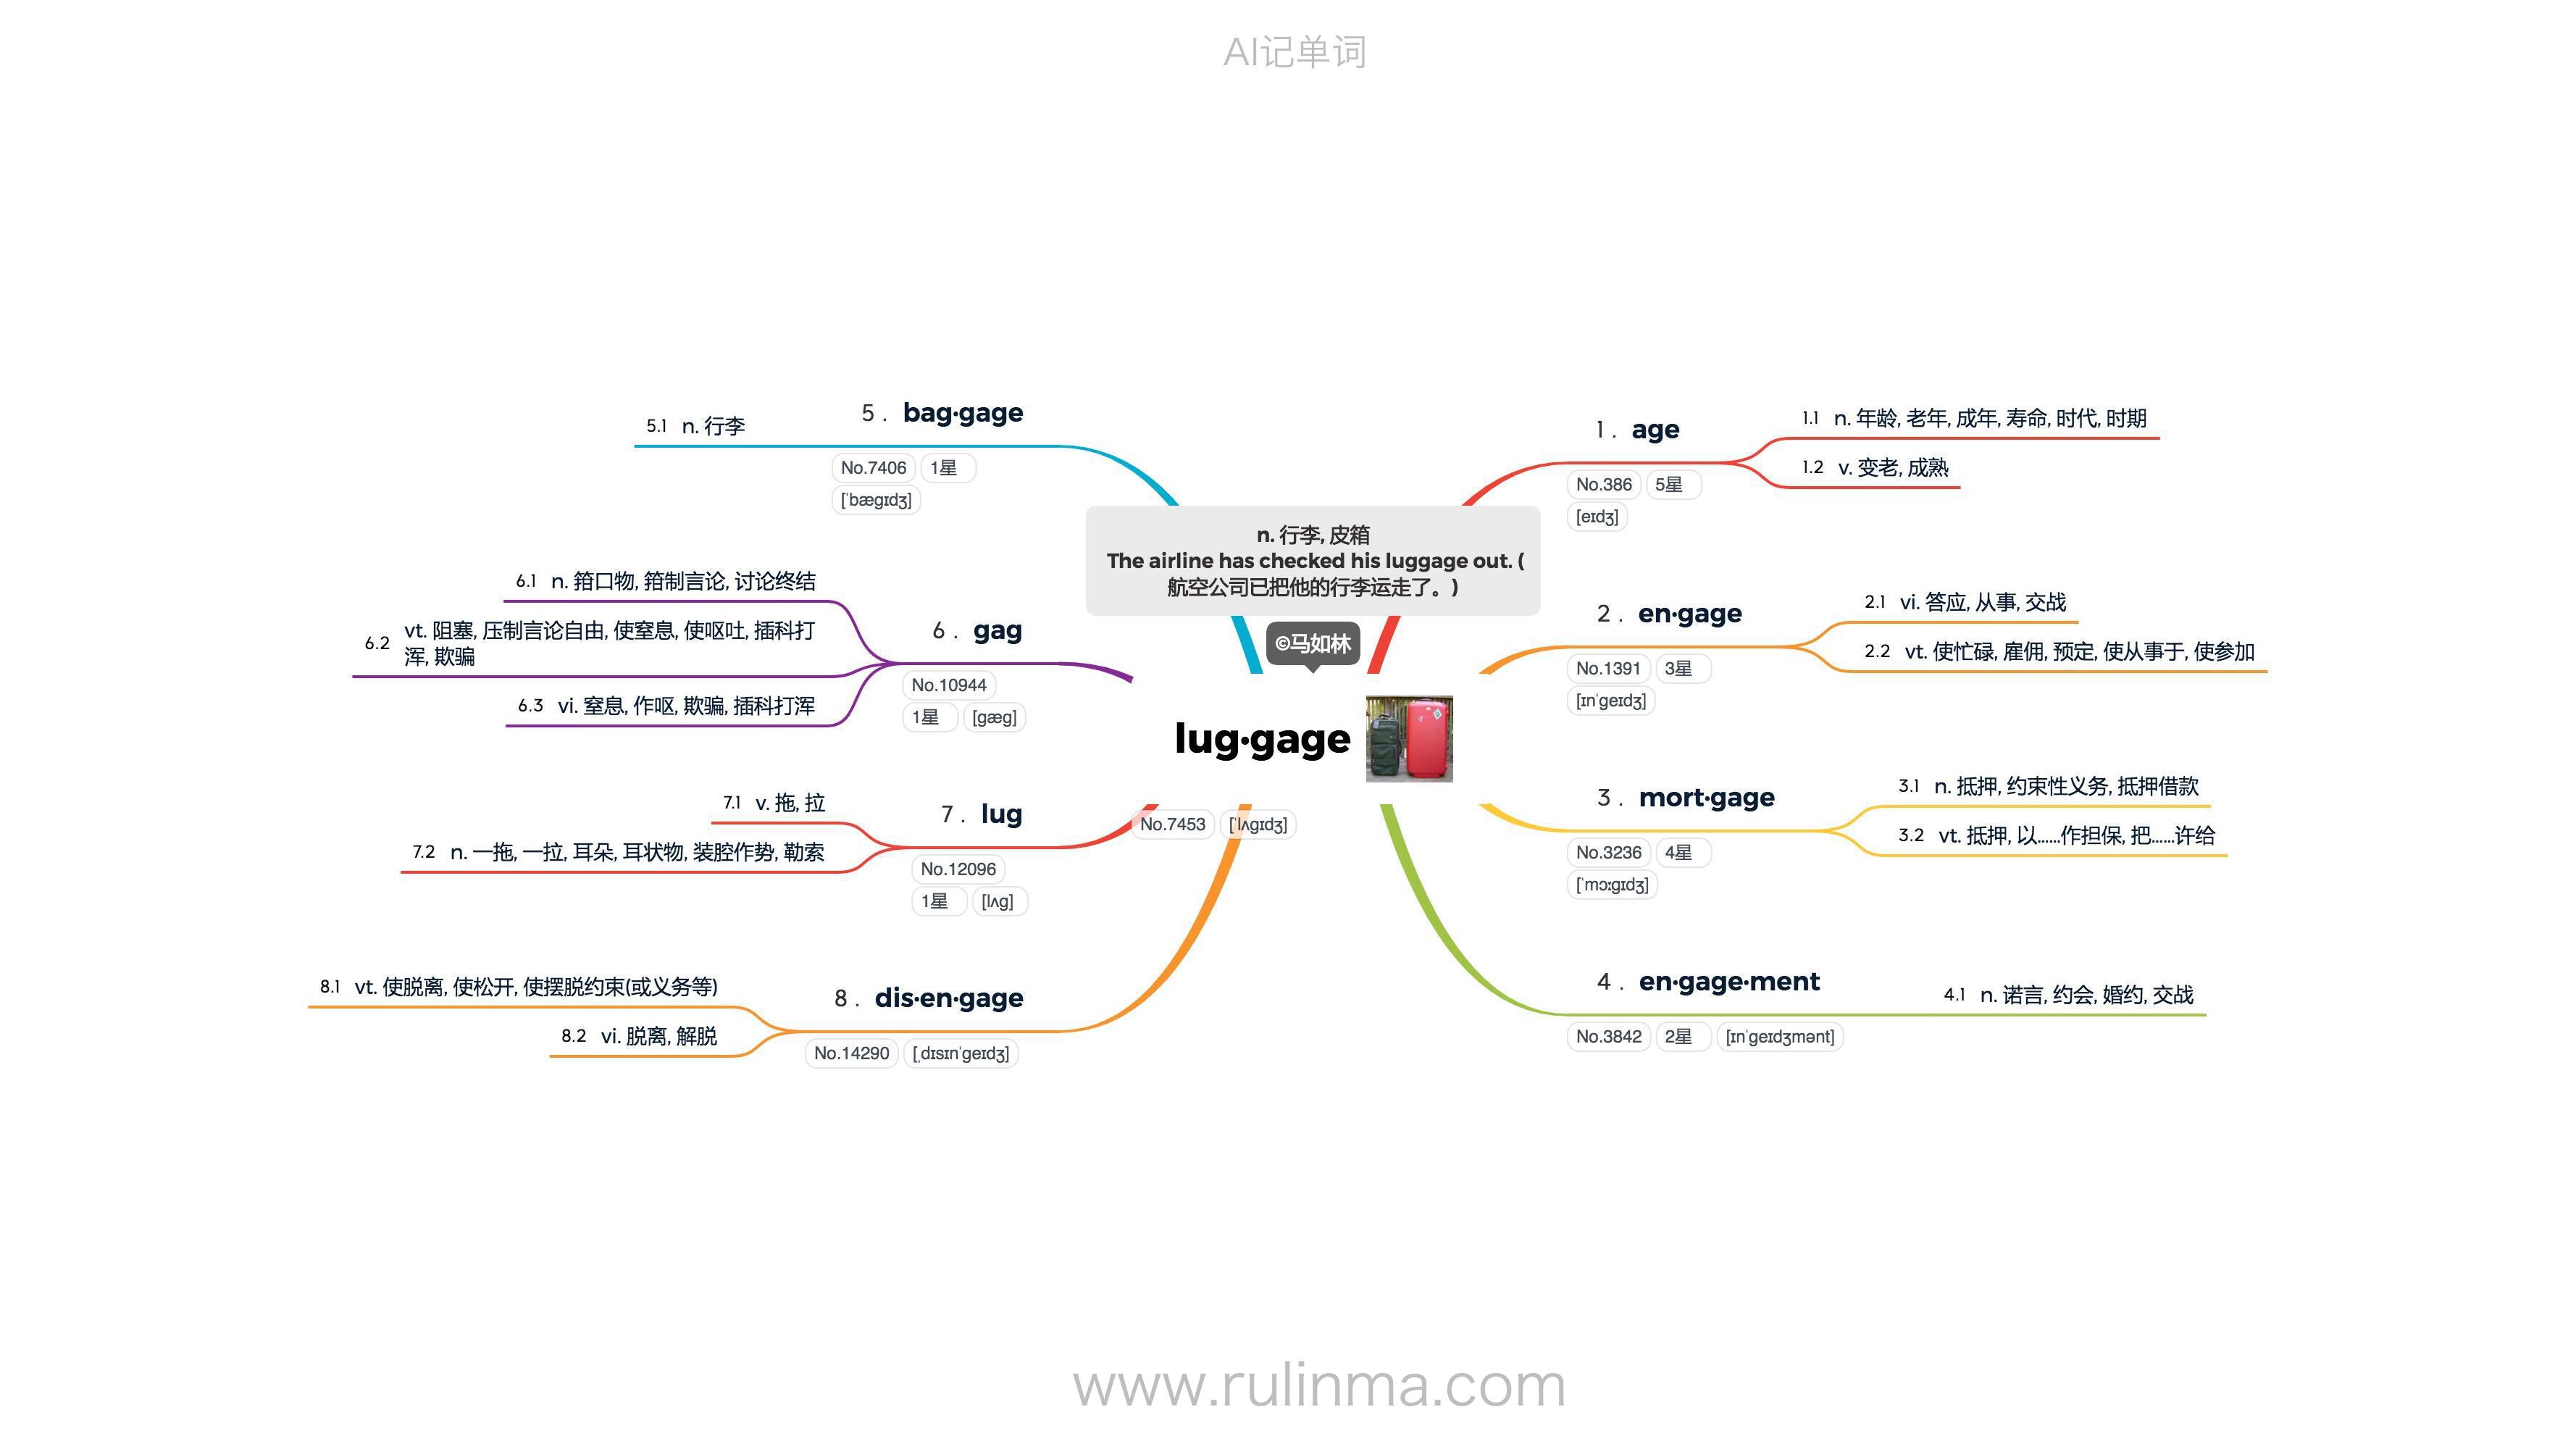 AI记单词
n. 行李, 皮箱
The airline has checked his luggage out. (
航空公司已把他的行李运走了。)
©马如林
lug·gage
No.7453 [ˈlʌgɪdʒ]
1. age
No.386 5星
[eɪdʒ]
1.1 n. 年龄, 老年, 成年, 寿命, 时代, 时期
1.2 v. 变老, 成熟
2. en·gage
No.1391 3星
[ɪnˈgeɪdʒ]
2.1 vi. 答应, 从事, 交战
2.2 vt. 使忙碌, 雇佣, 预定, 使从事于, 使参加
3. mort·gage
No.3236 4星
[ˈmɔːgɪdʒ]
3.1 n. 抵押, 约束性义务, 抵押借款
3.2 vt. 抵押, 以……作担保, 把……许给
4. en·gage·ment
No.3842 2星 [ɪnˈgeɪdʒmənt]
4.1 n. 诺言, 约会, 婚约, 交战
5. bag·gage
No.7406 1星
[ˈbægɪdʒ]
5.1 n. 行李
6. gag
No.10944
1星 [gæg]
6.1 n. 箝口物, 箝制言论, 讨论终结
6.2 vt. 阻塞, 压制言论自由, 使窒息, 使呕吐, 插科打
浑, 欺骗
6.3 vi. 窒息, 作呕, 欺骗, 插科打浑
7. lug
No.12096
1星 [lʌg]
7.1 v. 拖, 拉
7.2 n. 一拖, 一拉, 耳朵, 耳状物, 装腔作势, 勒索
8. dis·en·gage
No.14290 [ˌdɪsɪnˈgeɪdʒ]
8.1 vt. 使脱离, 使松开, 使摆脱约束(或义务等)
8.2 vi. 脱离, 解脱
www.rulinma.com